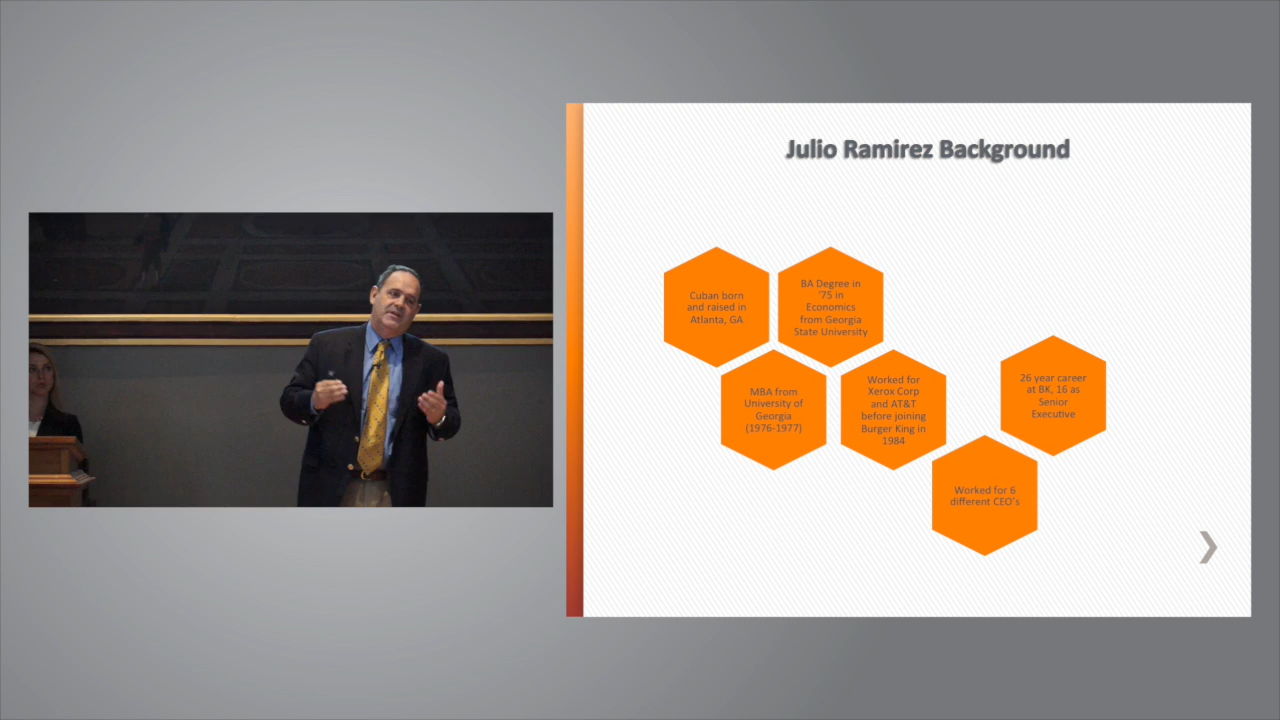 Julio Ramirez Background
Cuban born
and raised in
Atlanta, GA
BA Degree in
'75 in
Economics
from Georgia
State University
MBA from
University of
Georgia
(1976-1977)
Worked for
Xerox Corp
and AT&T
before joining
Burger King in
1984
Worked for 6
different CEO's
26 year career
at BK, 16 as
Senior
Executive